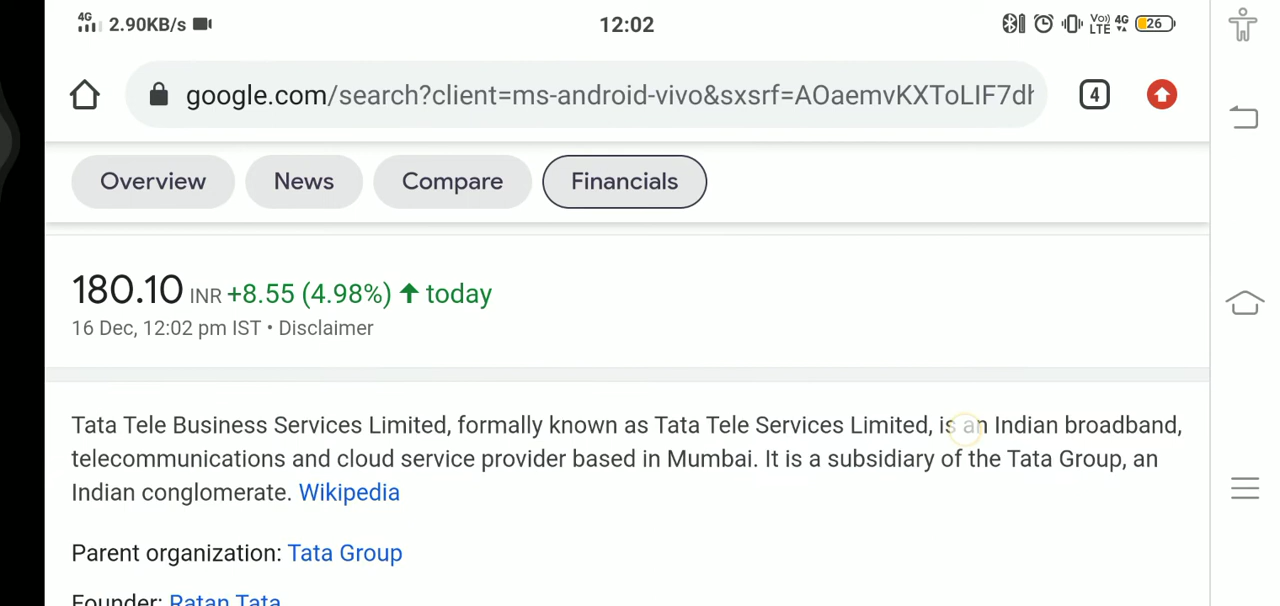 4G 2.90KB/s 12:02 Vo) LTE 4G 26
google.com/search?client=ms-android-vivo&sxsrf=AOaemvKXToLIF7dh 4
Overview News Compare Financials
180.10 INR +8.55 (4.98%) ↑ today
16 Dec, 12:02 pm IST • Disclaimer
Tata Tele Business Services Limited, formally known as Tata Tele Services Limited, is an Indian broadband,
telecommunications and cloud service provider based in Mumbai. It is a subsidiary of the Tata Group, an
Indian conglomerate. Wikipedia
Parent organization: Tata Group
Founder: Ratan Tata